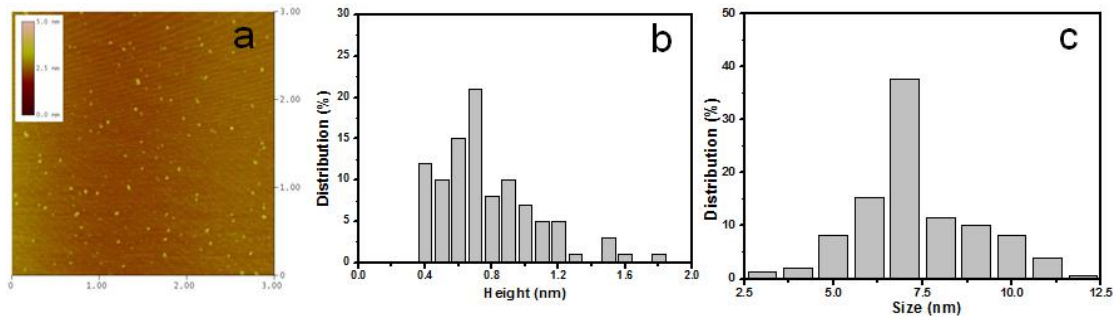 a
5.0 nm
2.5 nm
0.0 nm
3.00
2.00
1.00
0
0 1.00 2.00 3.00
b
Distribution (%)
30
25
20
15
10
5
0
0.0 0.4 0.8 1.2 1.6 2.0
Height (nm)
c
Distribution (%)
50
40
30
20
10
0
2.5 5.0 7.5 10.0 12.5
Size (nm)